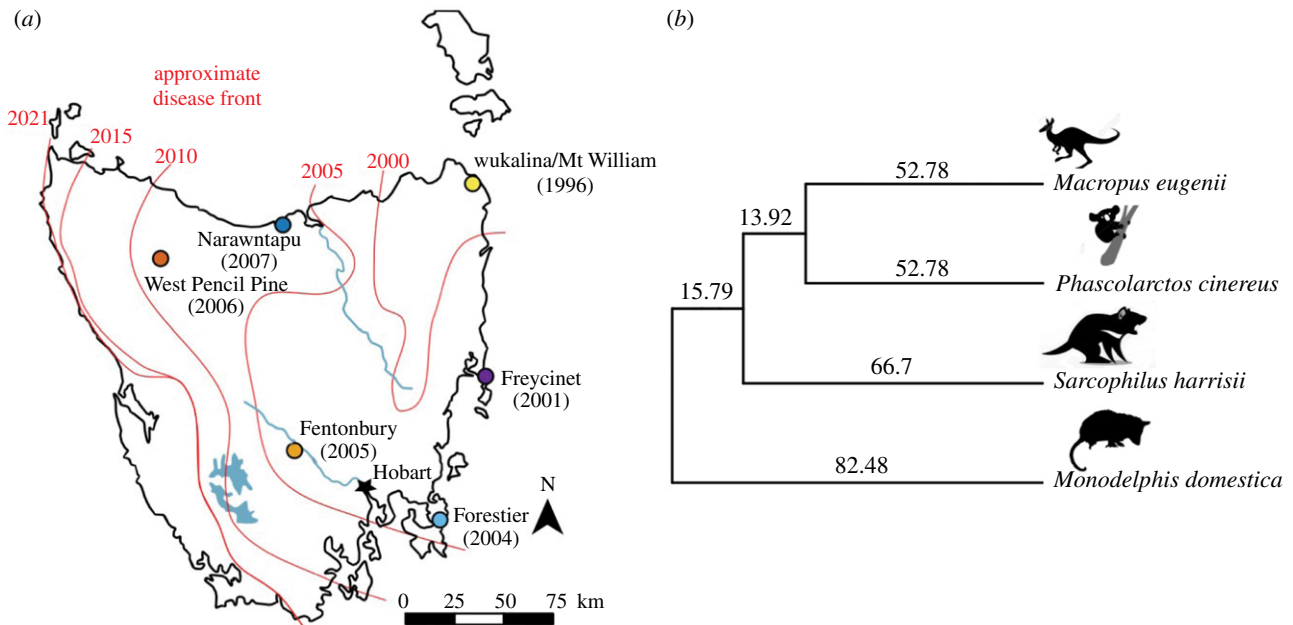 (a)
approximate
disease front
2021
2015
2010
2005
2000
wukalina/Mt William
(1996)
Narawntapu
(2007)
West Pencil Pine
(2006)
Freycinet
(2001)
Fentonbury
(2005)
Hobart
Forestier
(2004)
N
0 25 50 75 km
(b)
52.78
Macropus eugenii
13.92
52.78
Phascolarctos cinereus
15.79
66.7
Sarcophilus harrisii
82.48
Monodelphis domestica